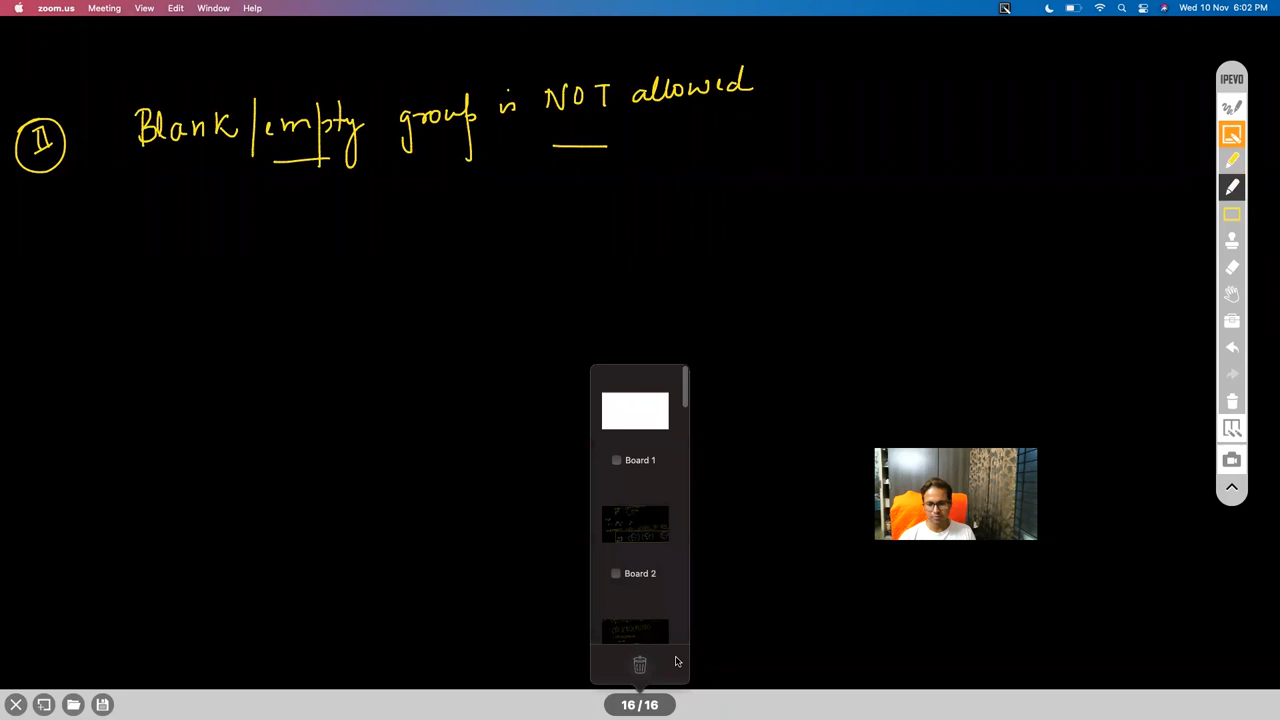 zoom.us Meeting View Edit Window Help Wed 10 Nov 6:02 PM
IPEVO
II Blank/empty group is NOT allowed
Board 1
Board 2
16 / 16